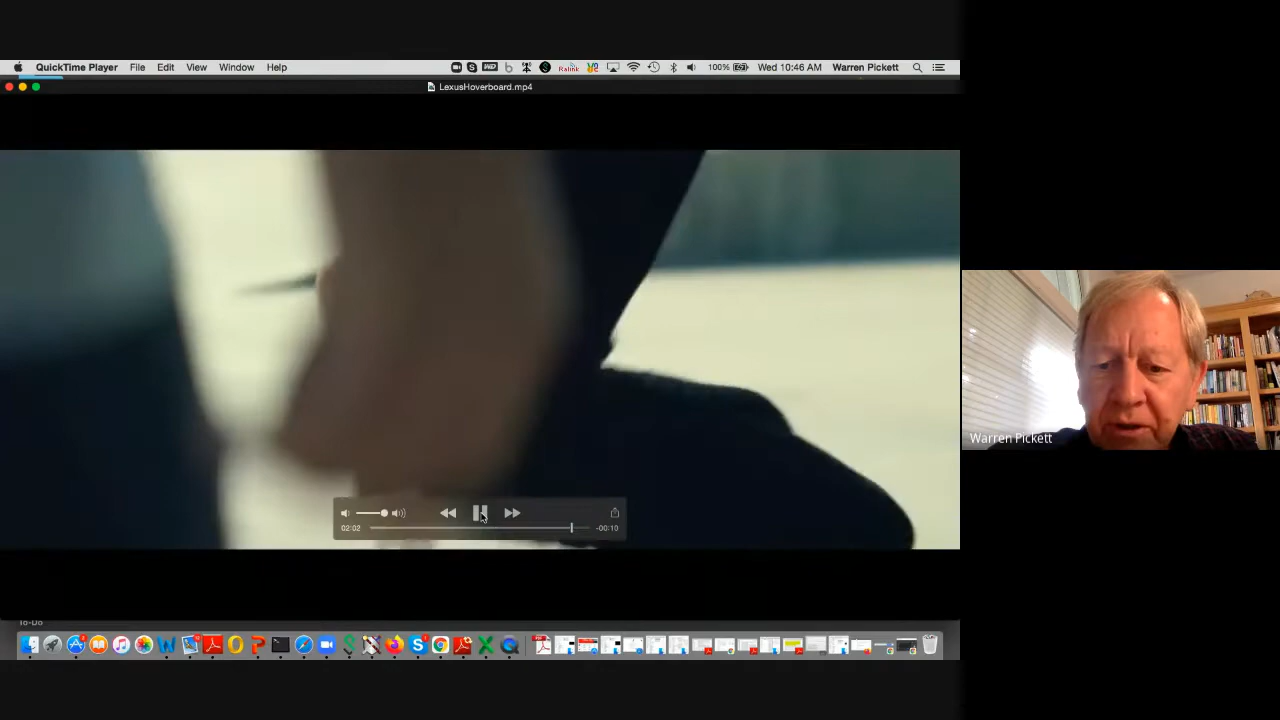 QuickTime Player File Edit View Window Help 100% Wed 10:46 AM Warren Pickett
LexusHoverboard.mp4
Warren Pickett
02:02 -00:10
To-Do